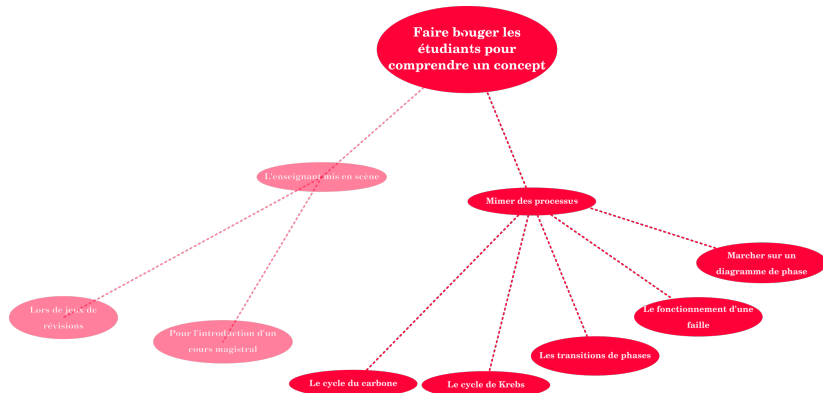 Faire bouger les
étudiants pour
comprendre un concept
L'enseignant mis en scène
Mimer des processus
Marcher sur un
diagramme de phase
Lors de jeux de
révisions
Le fonctionnement d'une
faille
Pour l'introduction d'un
cours magistral
Les transitions de phases
Le cycle du carbone
Le cycle de Krebs